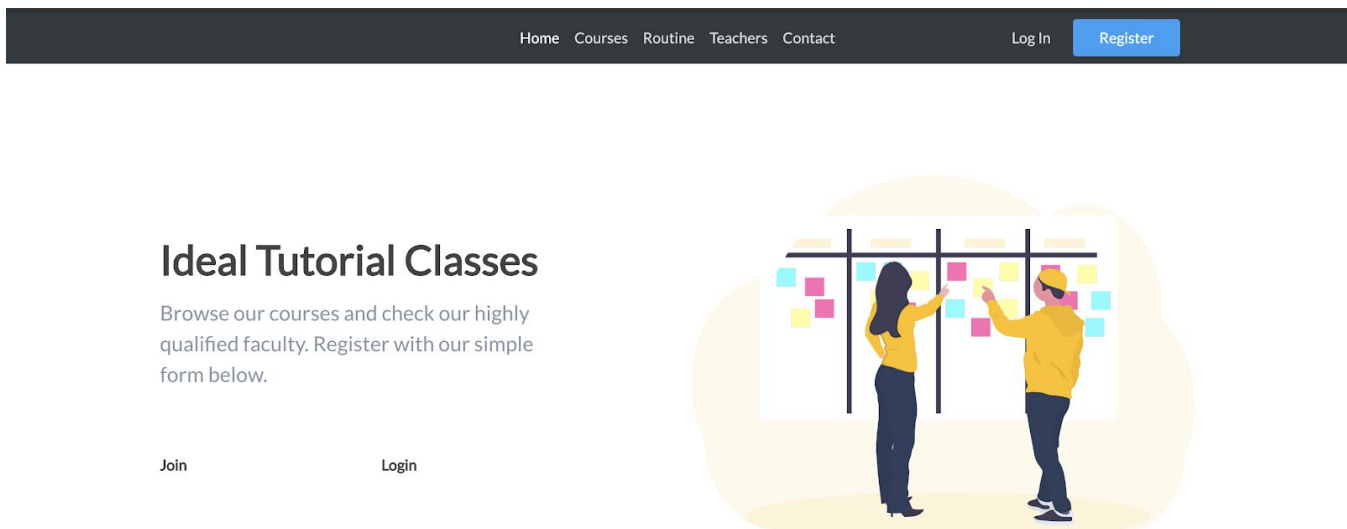 Home Courses Routine Teachers Contact Log In Register
Ideal Tutorial Classes
Browse our courses and check our highly
qualified faculty. Register with our simple
form below.
Join Login